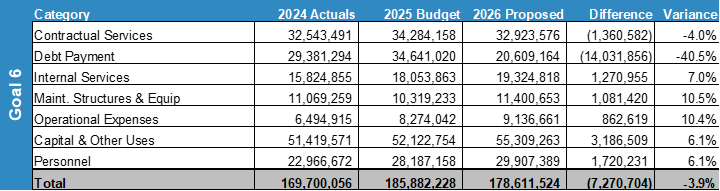 Goal 6
Category 2024 Actuals 2025 Budget 2026 Proposed Difference Variance
Contractual Services 32,543,491 34,284,158 32,923,576 (1,360,582) -4.0%
Debt Payment 29,381,294 34,641,020 20,609,164 (14,031,856) -40.5%
Internal Services 15,824,855 18,053,863 19,324,818 1,270,955 7.0%
Maint. Structures & Equip 11,069,259 10,319,233 11,400,653 1,081,420 10.5%
Operational Expenses 6,494,915 8,274,042 9,136,661 862,619 10.4%
Capital & Other Uses 51,419,571 52,122,754 55,309,263 3,186,509 6.1%
Personnel 22,966,672 28,187,158 29,907,389 1,720,231 6.1%
Total 169,700,056 185,882,228 178,611,524 (7,270,704) -3.9%